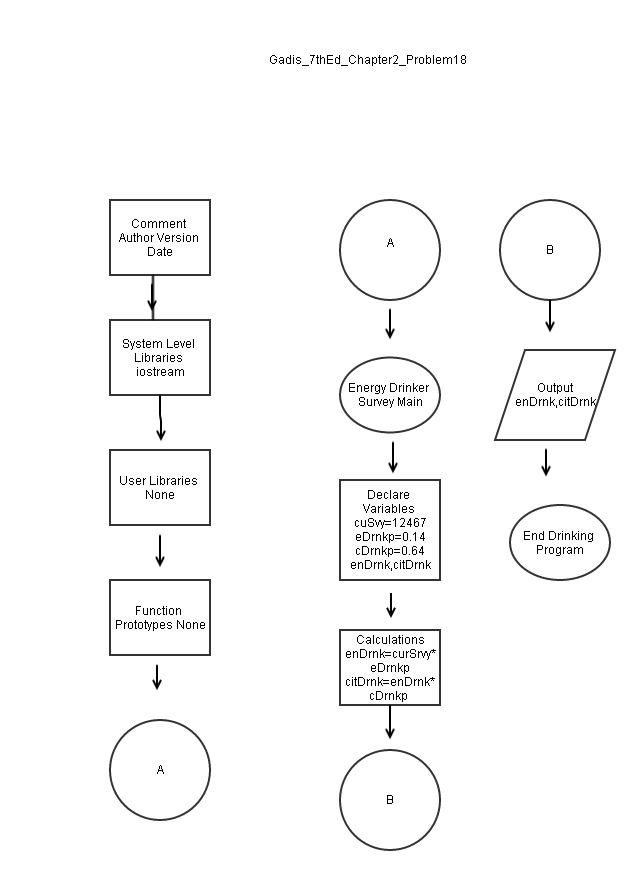 Gadis_7thEd_Chapter2_Problem18
Comment
Author Version
Date
System Level
Libraries
iostream
User Libraries
None
Function
Prototypes None
A
A
Energy Drinker
Survey Main
Declare
Variables
cuSvy=12467
eDrnkp=0.14
cDrnkp=0.64
enDrnk,citDrnk
Calculations
enDrnk=curSrvy*
eDrnkp
citDrnk=enDrnk*
cDrnkp
B
B
Output
enDrnk,citDrnk
End Drinking
Program